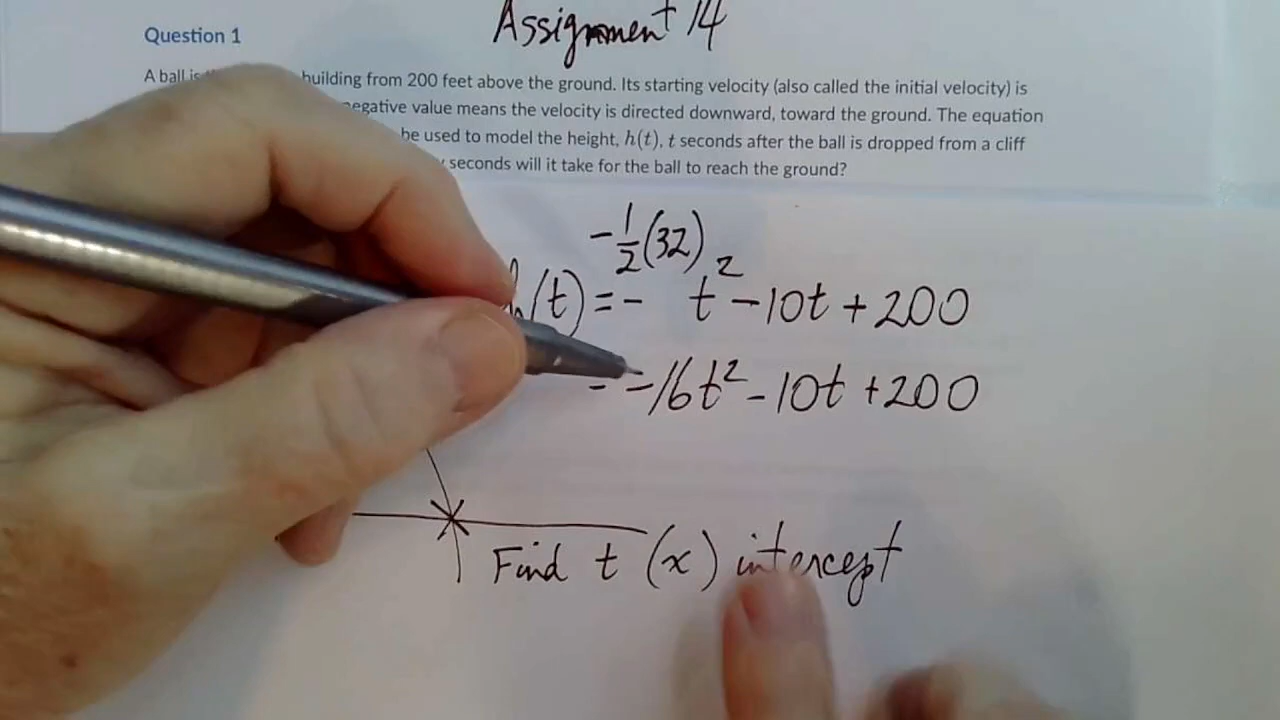 Assignment 14
Question 1
A ball is building from 200 feet above the ground. Its starting velocity (also called the initial velocity) is
negative value means the velocity is directed downward, toward the ground. The equation
be used to model the height, h(t), t seconds after the ball is dropped from a cliff
seconds will it take for the ball to reach the ground?
-1/2(32)
h(t) = - t² - 10t + 200
= -16t² - 10t + 200
Find t (x) intercept